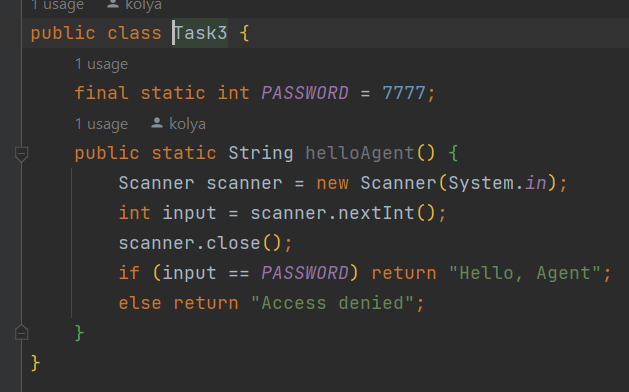 1 usage kolya
public class Task3 {
1 usage
final static int PASSWORD = 7777;
1 usage kolya
public static String helloAgent() {
Scanner scanner = new Scanner(System.in);
int input = scanner.nextInt();
scanner.close();
if (input == PASSWORD) return "Hello, Agent";
else return "Access denied";
}
}